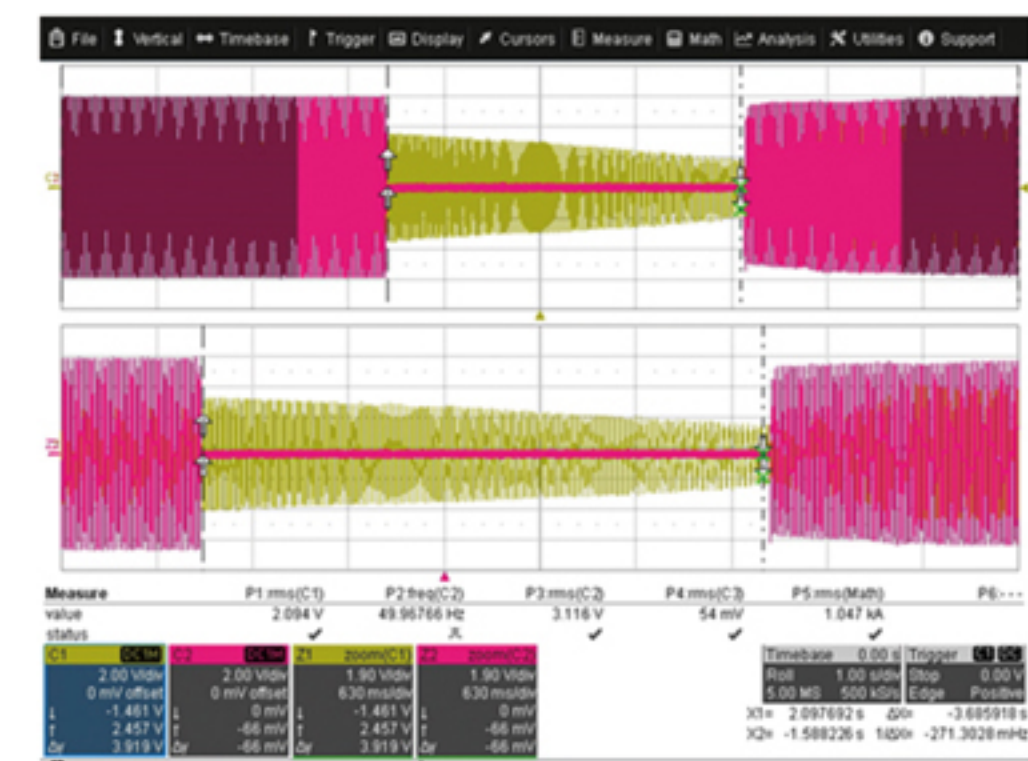 File Vertical Timebase Trigger Display Cursors Measure Math Analysis Utilities Support
Measure P1:rms(C1) P2:freq(C2) P3:rms(C2) P4:rms(C3) P5:rms(Math) P6:---
value 2.094 V 49.96766 Hz 3.116 V 54 mV 1.047 kA
status
C1 DC1M C2 DC1M Z1 zoom(C1) Z2 zoom(C2) Timebase 0.00 s Trigger C1 DC
2.00 V/div 2.00 V/div 1.90 V/div 1.90 V/div Roll 1.00 s/div Stop 0.00 V
0 mV offset 0 mV offset 630 ms/div 630 ms/div 5.00 MS 500 kS/s Edge Positive
-1.461 V 0 mV -1.461 V 0 mV X1= 2.097692 s ΔX= -3.685918 s
2.457 V -66 mV 2.457 V -66 mV X2= -1.588226 s 1/ΔX= -271.3028 mHz
Δy 3.919 V Δy -66 mV Δy 3.919 V Δy -66 mV